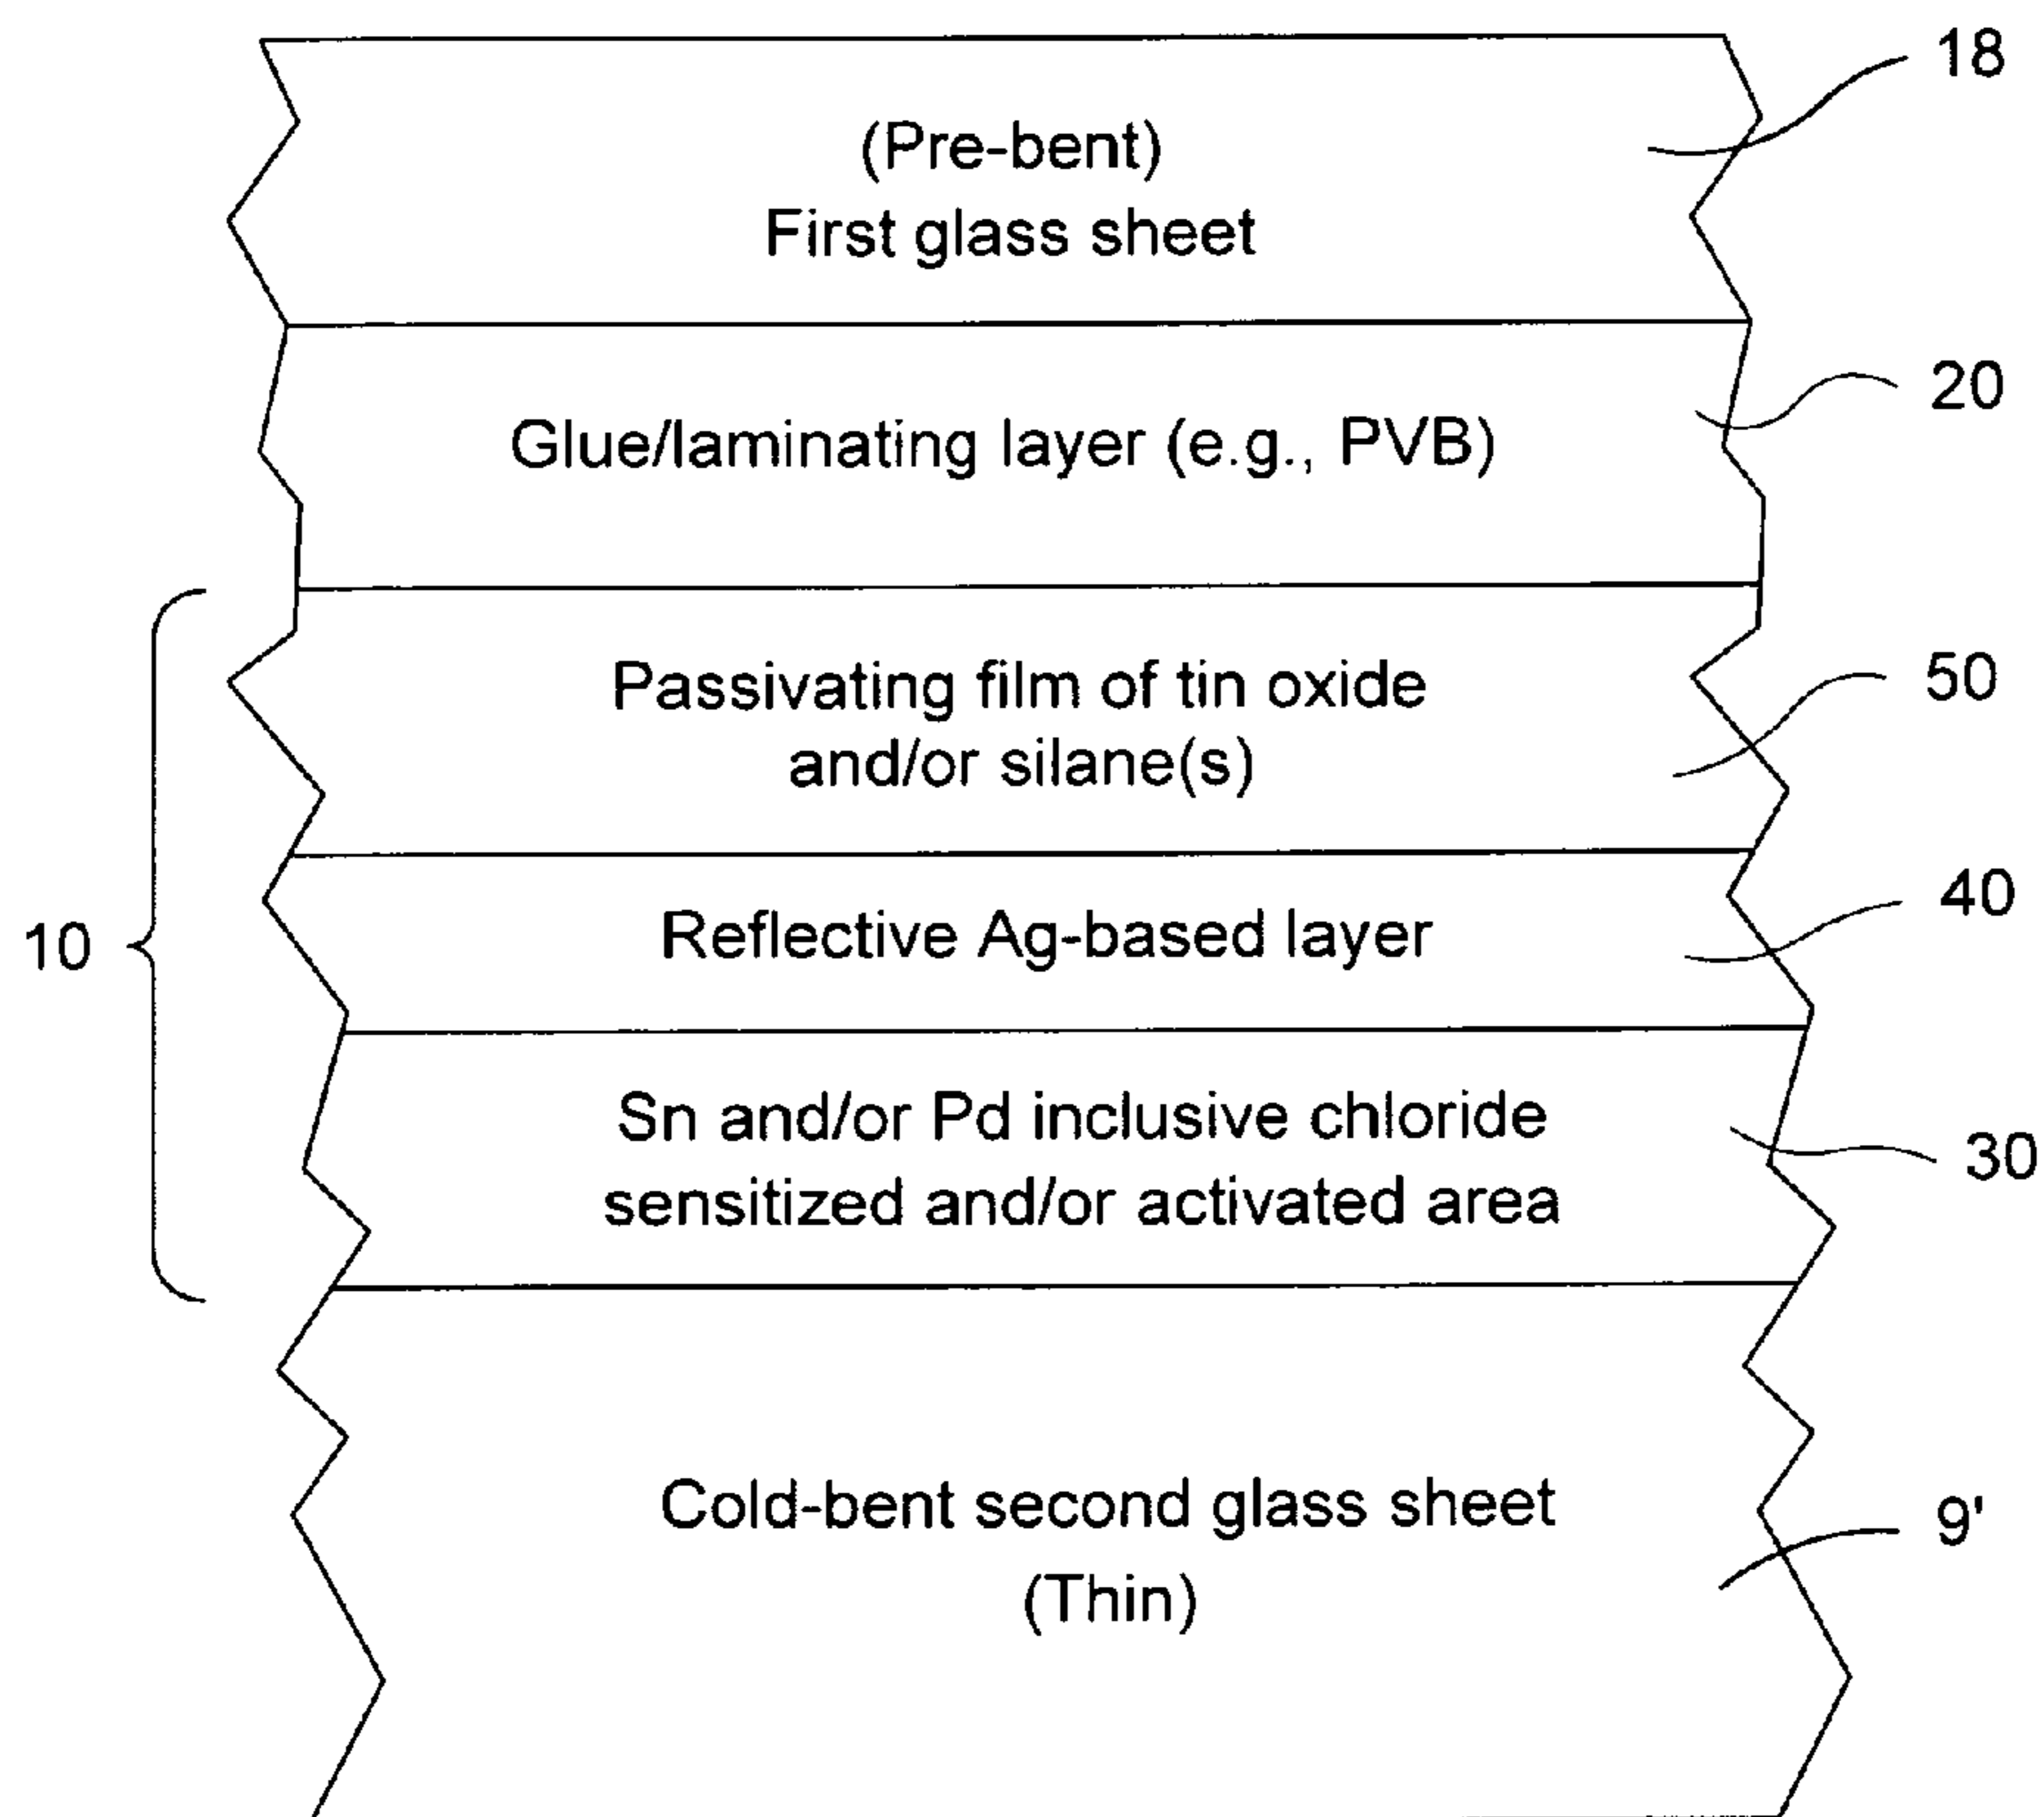 18
(Pre-bent)
First glass sheet
20
Glue/laminating layer (e.g., PVB)
50
Passivating film of tin oxide
and/or silane(s)
40
10
Reflective Ag-based layer
Sn and/or Pd inclusive chloride
30
sensitized and/or activated area
Cold-bent second glass sheet
9'
(Thin)